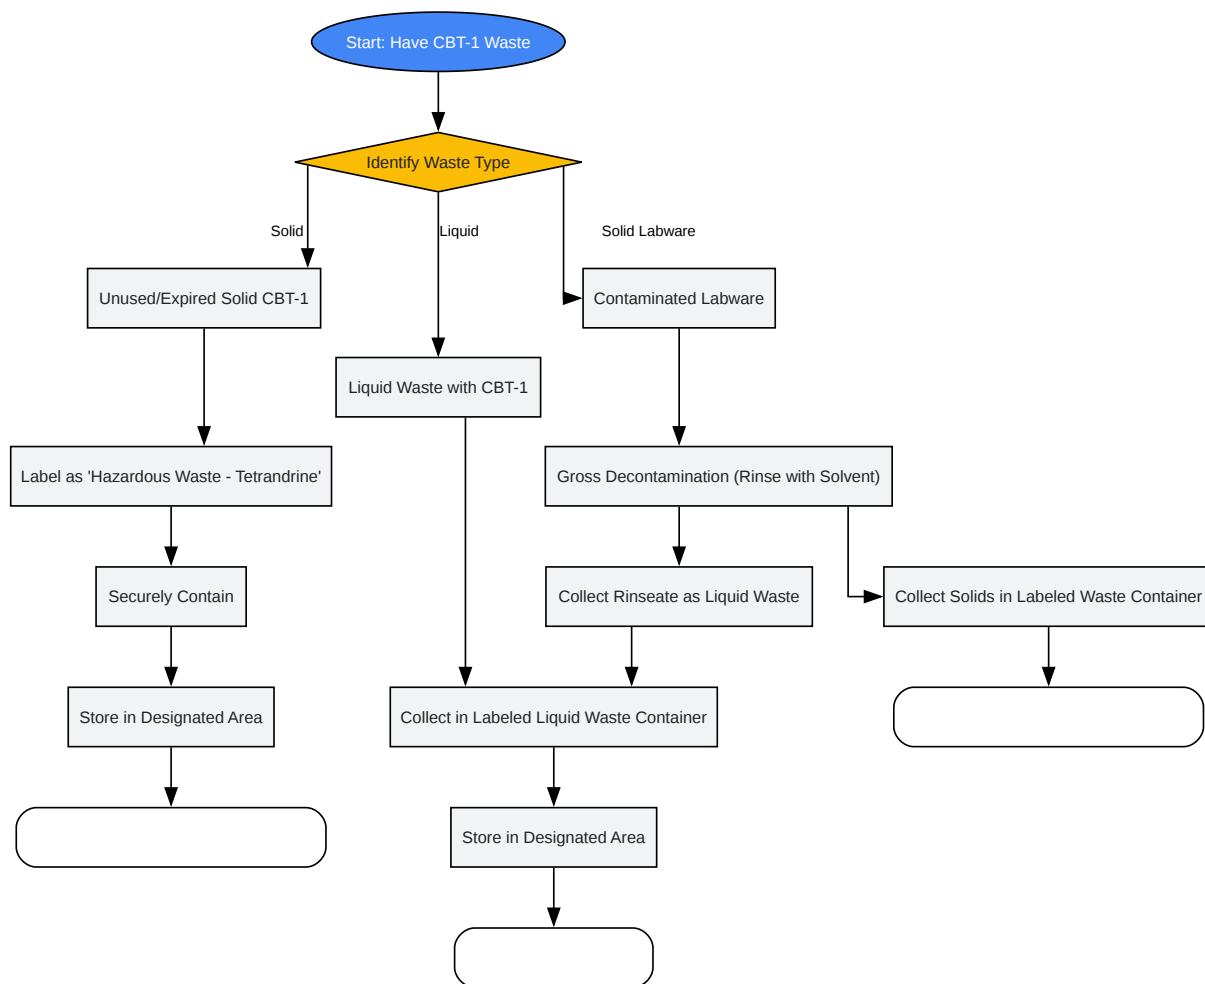 Start: Have CBT-1 Waste
Identify Waste Type
Solid
Liquid
Solid Labware
Unused/Expired Solid CBT-1
Contaminated Labware
Liquid Waste with CBT-1
Label as 'Hazardous Waste - Tetrandrine'
Gross Decontamination (Rinse with Solvent)
Securely Contain
Collect Rinseate as Liquid Waste
Collect Solids in Labeled Waste Container
Store in Designated Area
Collect in Labeled Liquid Waste Container
Store in Designated Area